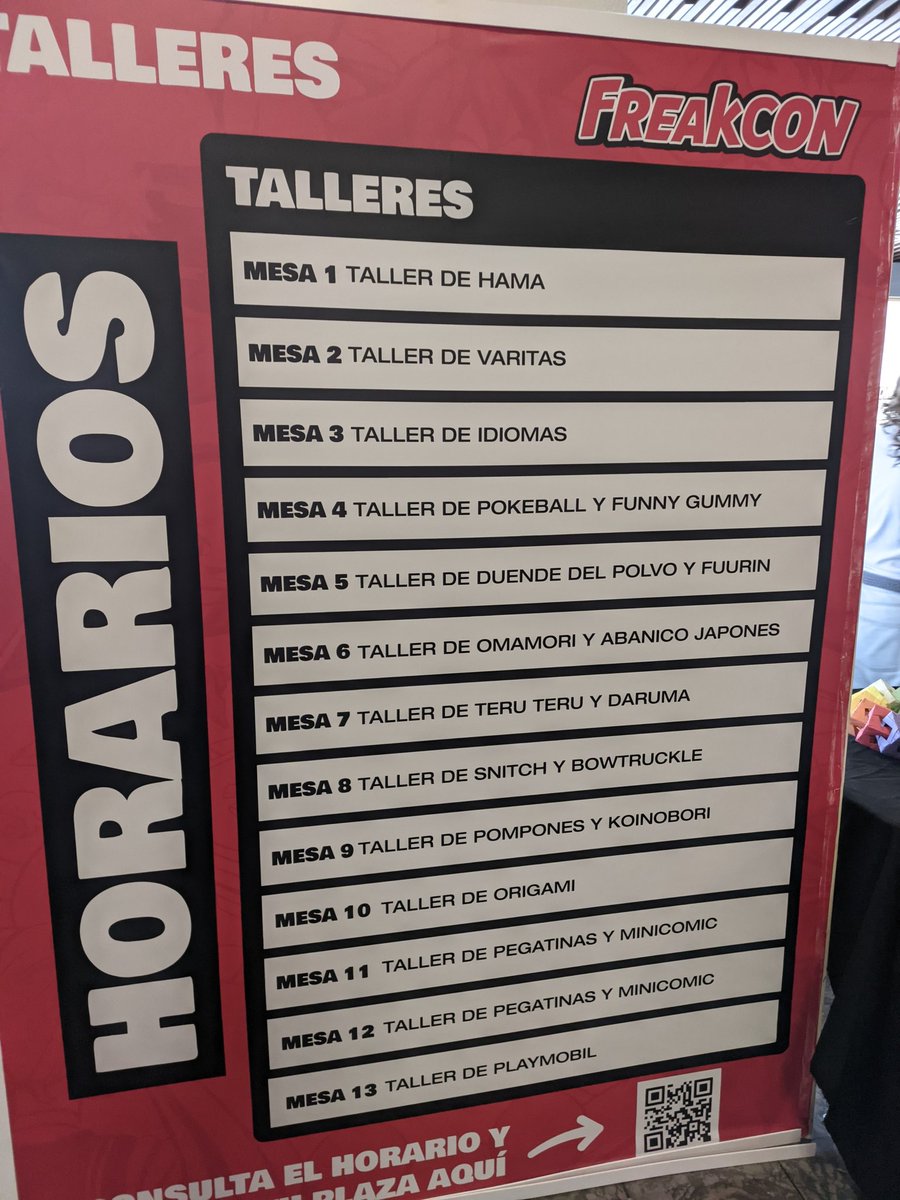 TALLERES
FREAKCON
TALLERES
HORARIOS
MESA 1 TALLER DE HAMA
MESA 2 TALLER DE VARITAS
MESA 3 TALLER DE IDIOMAS
MESA 4 TALLER DE POKEBALL Y FUNNY GUMMY
MESA 5 TALLER DE DUENDE DEL POLVO Y FUURIN
MESA 6 TALLER DE OMAMORI Y ABANICO JAPONES
MESA 7 TALLER DE TERU TERU Y DARUMA
MESA 8 TALLER DE SNITCH Y BOWTRUCKLE
MESA 9 TALLER DE POMPONES Y KOINOBORI
MESA 10 TALLER DE ORIGAMI
MESA 11 TALLER DE PEGATINAS Y MINICOMIC
MESA 12 TALLER DE PEGATINAS Y MINICOMIC
MESA 13 TALLER DE PLAYMOBIL
CONSULTA EL HORARIO Y
PLAZA AQUÍ